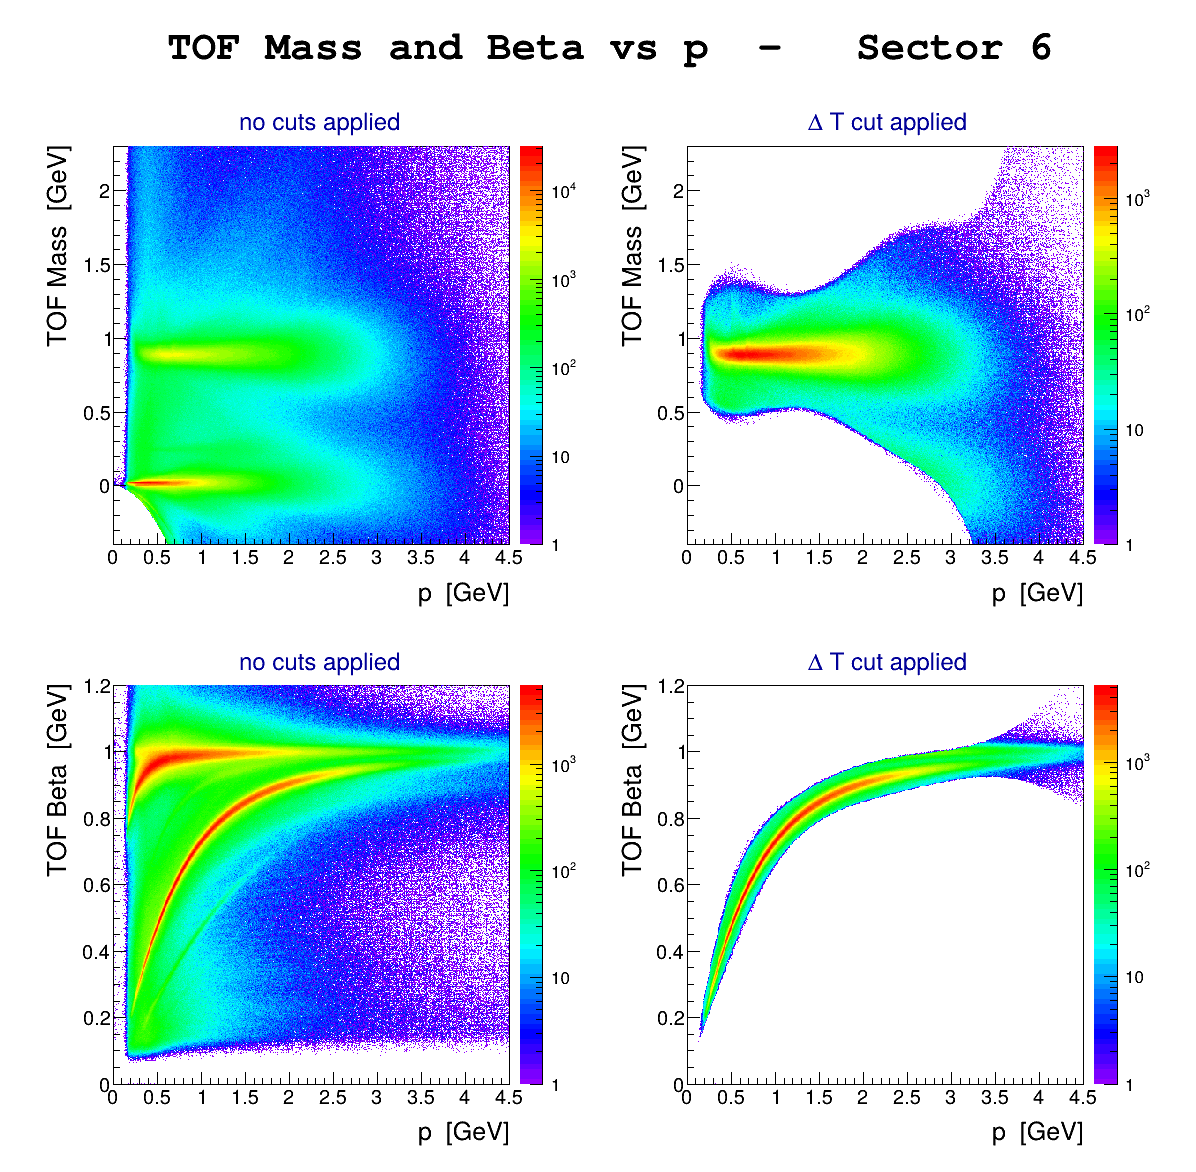 TOF Mass and Beta vs p - Sector 6
no cuts applied
Δ T cut applied
TOF Mass [GeV]
2
1.5
1
0.5
0
0 0.5 1 1.5 2 2.5 3 3.5 4 4.5
p [GeV]
10⁴
10³
10²
10
1
TOF Mass [GeV]
2
1.5
1
0.5
0
0 0.5 1 1.5 2 2.5 3 3.5 4 4.5
p [GeV]
10³
10²
10
1
no cuts applied
Δ T cut applied
TOF Beta [GeV]
1.2
1
0.8
0.6
0.4
0.2
0
0 0.5 1 1.5 2 2.5 3 3.5 4 4.5
p [GeV]
10³
10²
10
1
TOF Beta [GeV]
1.2
1
0.8
0.6
0.4
0.2
0
0 0.5 1 1.5 2 2.5 3 3.5 4 4.5
p [GeV]
10³
10²
10
1